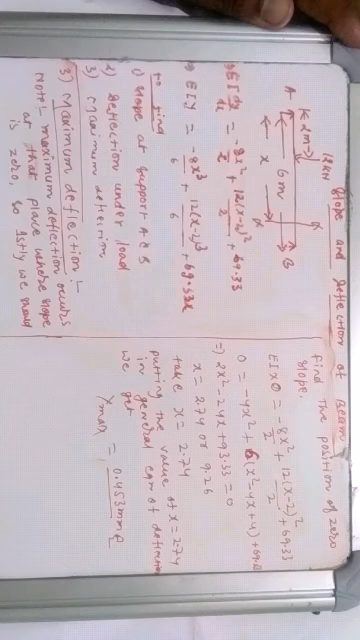 Slope and deflection of Beam
12kN
|← 2m →|
A
B
6m
x
EI dy/dx = -8x²/2 + 12(x-2)²/2 + 69.33
⇒ EIy = -8x³/6 + 12(x-2)³/6 + 69.33x
To find
1) slope at support A & B
2) deflection under load
3) Maximum deflection
3) Maximum deflection :-
Note:- maximum deflection occurs
at that place where slope
is zero, so 1stly we
find the position of zero
slope.
EI×0 = -8x²/2 + 12(x-2)²/2 + 69.33
0 = -4x² + 6(x²-4x+4) + 69.
⇒ 2x² - 24x + 93.33 = 0
x = 2.74 or 9.26
take x = 2.74
putting the value of x = 2.74
in general eqn of deflection
we get
Ymax = 0.453mm